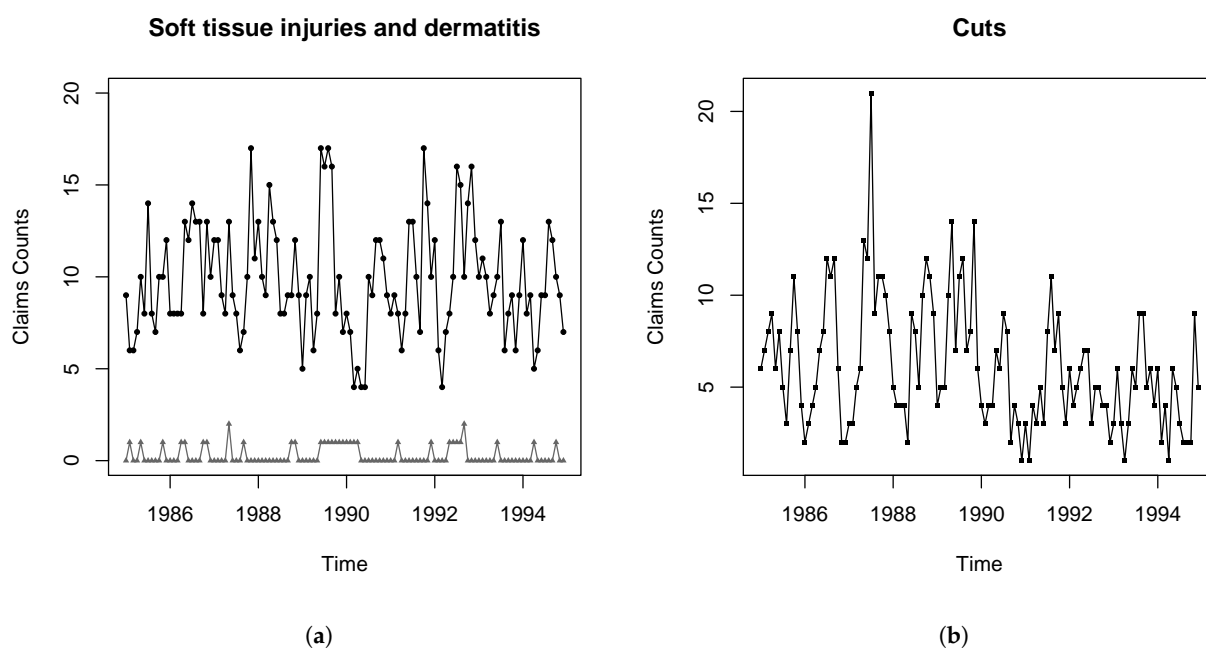 Soft tissue injuries and dermatitis
Claims Counts
20
15
10
5
0
1986 1988 1990 1992 1994
Time
(a)
Cuts
Claims Counts
20
15
10
5
1986 1988 1990 1992 1994
Time
(b)